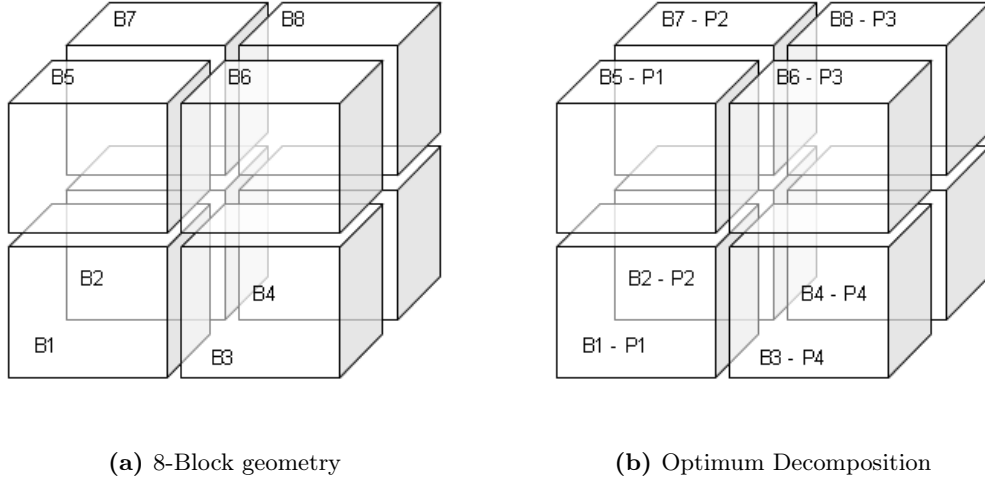 B7 B8
B5 B6
B2 B4
B1 B3
B7 - P2 B8 - P3
B5 - P1 B6 - P3
B2 - P2 B4 - P4
B1 - P1 B3 - P4
(a) 8-Block geometry
(b) Optimum Decomposition